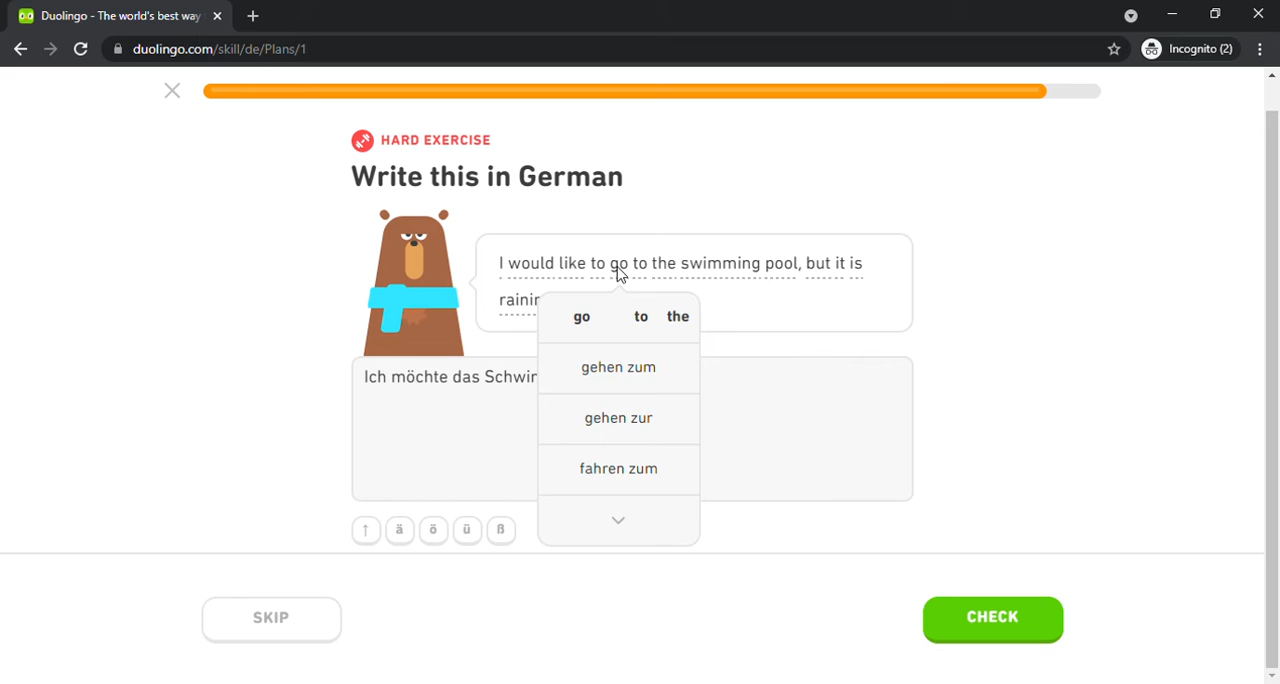 Duolingo - The world's best way
duolingo.com/skill/de/Plans/1
Incognito (2)
HARD EXERCISE
Write this in German
I would like to go to the swimming pool, but it is
go to the
gehen zum
gehen zur
fahren zum
Ich möchte das
↑ ä ö ü ß
SKIP
CHECK